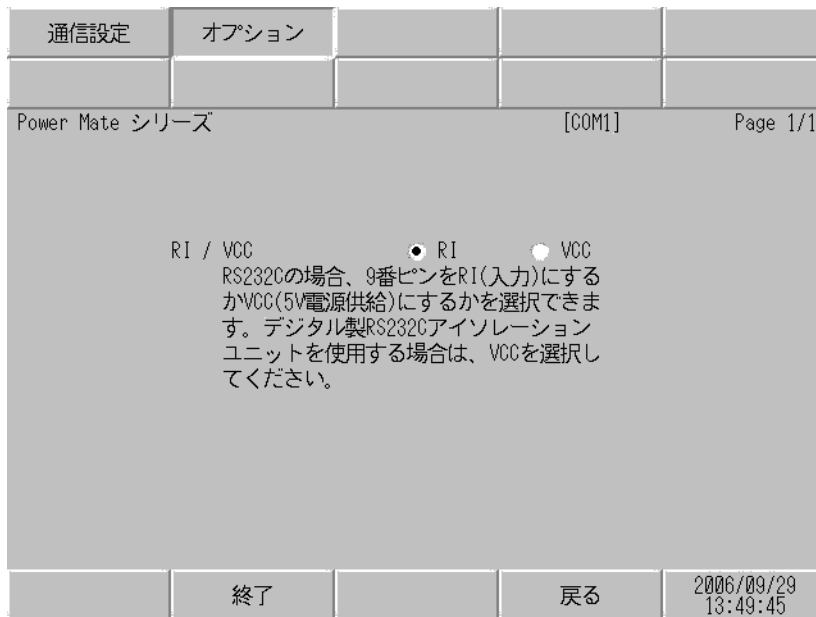 通信設定 オプション
Power Mate シリーズ [COM1] Page 1/1
RI / VCC RI VCC
RS232Cの場合、9番ピンをRI(入力)にする
かVCC(5V電源供給)にするかを選択できま
す。デジタル製RS232Cアイソレーション
ユニットを使用する場合は、VCCを選択し
てください。
終了 戻る 2006/09/29
13:49:45